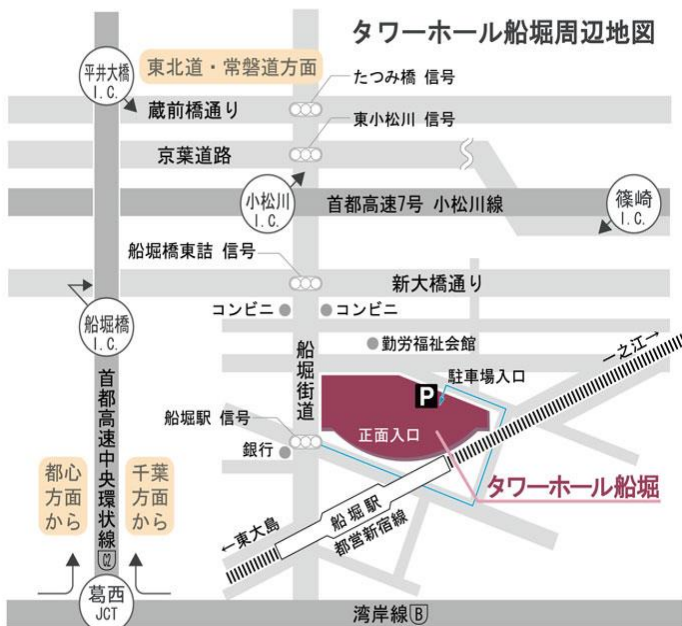 タワーホール船堀周辺地図
平井大橋
I.C.
東北道・常磐道方面
たつみ橋 信号
蔵前橋通り
東小松川 信号
京葉道路
小松川
I.C.
首都高速7号 小松川線
篠崎
I.C.
船堀橋東詰 信号
新大橋通り
コンビニ
コンビニ
船堀橋
I.C.
船堀街道
勤労福祉会館
一之江→
駐車場入口
P
首都高速中央環状線
C2
船堀駅 信号
正面入口
銀行
タワーホール船堀
都心
方面
から
千葉
方面
から
船堀駅
都営新宿線
←東大島
葛西
JCT
湾岸線B